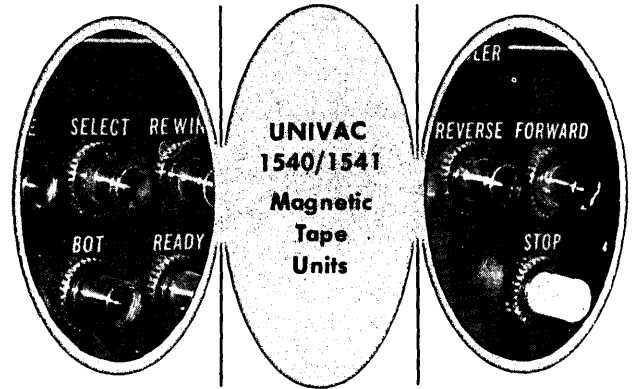 SELECT
BOT READY
UNIVAC
1540/1541
Magnetic
Tape
Units
REVERSE FORWARD
STOP